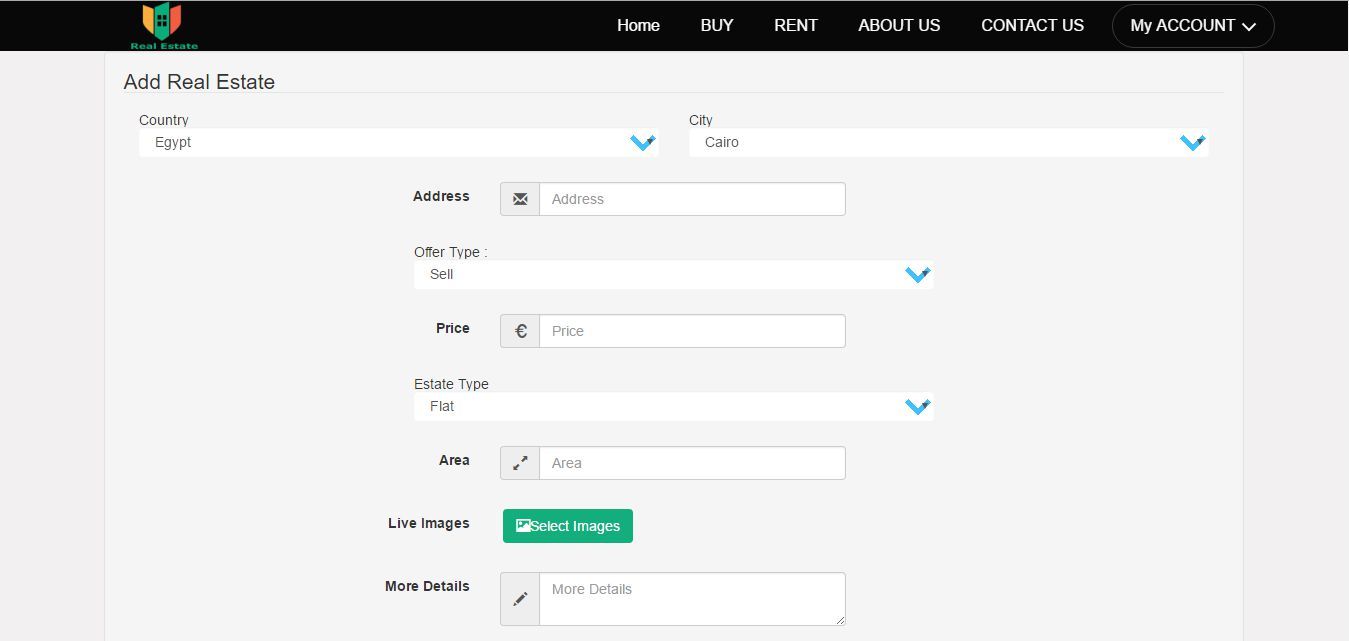 Home BUY RENT ABOUT US CONTACT US My ACCOUNT
Real Estate
Add Real Estate
Country City
Egypt Cairo
Address Address
Offer Type :
Sell
Price € Price
Estate Type
Flat
Area Area
Live Images Select Images
More Details More Details